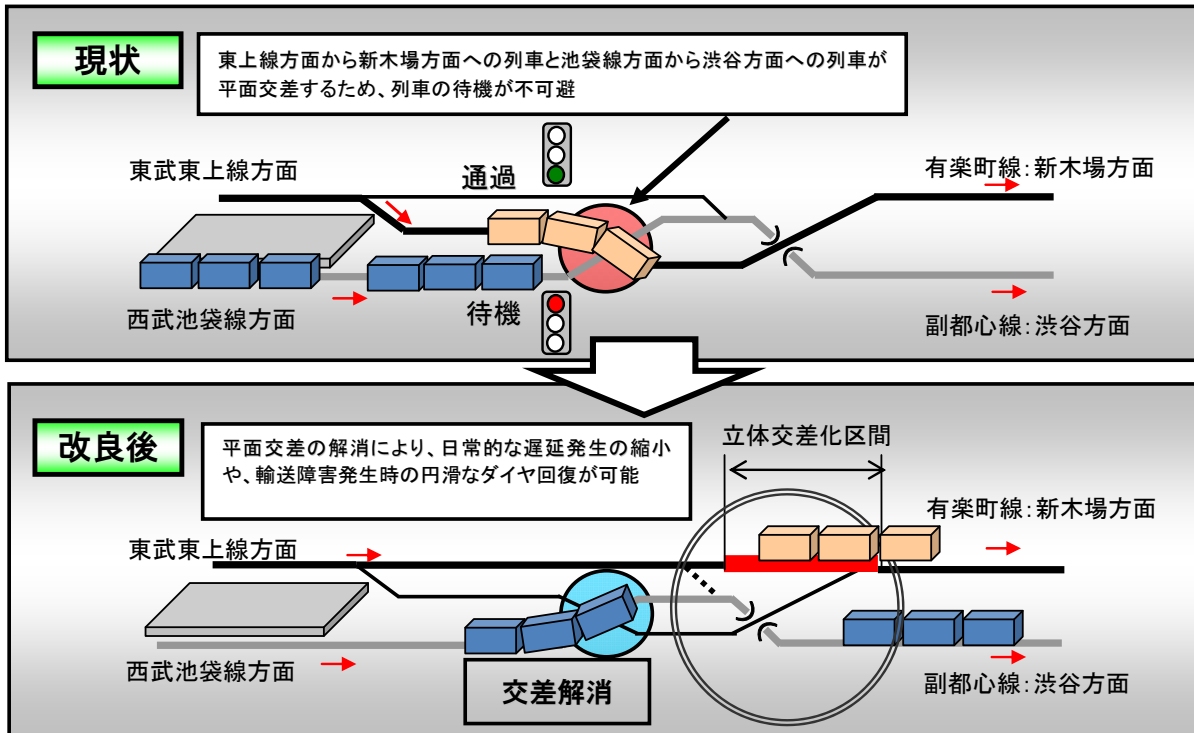 現状
東上線方面から新木場方面への列車と池袋線方面から渋谷方面への列車が
平面交差するため、列車の待機が不可避
東武東上線方面
通過
有楽町線：新木場方面
西武池袋線方面
待機
副都心線：渋谷方面
改良後
平面交差の解消により、日常的な遅延発生の縮小
や、輸送障害発生時の円滑なダイヤ回復が可能
立体交差化区間
有楽町線：新木場方面
東武東上線方面
西武池袋線方面
交差解消
副都心線：渋谷方面